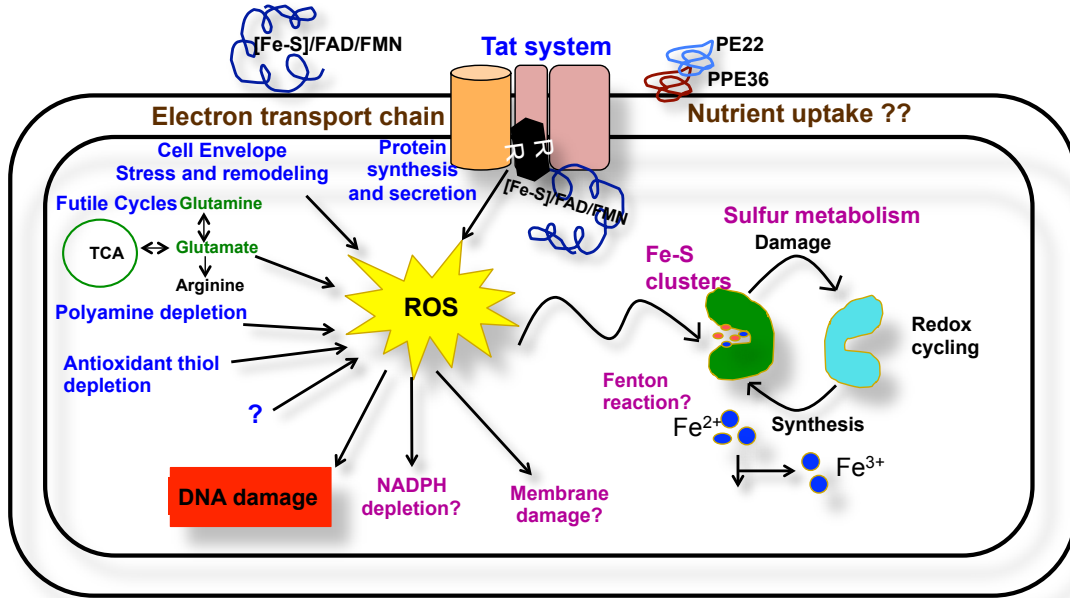 [Fe-S]/FAD/FMN
Tat system
PE22
PPE36
Electron transport chain
Nutrient uptake ??
Cell Envelope
Stress and remodeling
Protein
synthesis
and secretion
R
R
[Fe-S]/FAD/FMN
Futile Cycles
Glutamine
TCA
Glutamate
Arginine
Polyamine depletion
Antioxidant thiol
depletion
?
ROS
Sulfur metabolism
Damage
Fe-S
clusters
Redox
cycling
Fenton
reaction?
Synthesis
Fe2+
Fe3+
DNA damage
NADPH
depletion?
Membrane
damage?